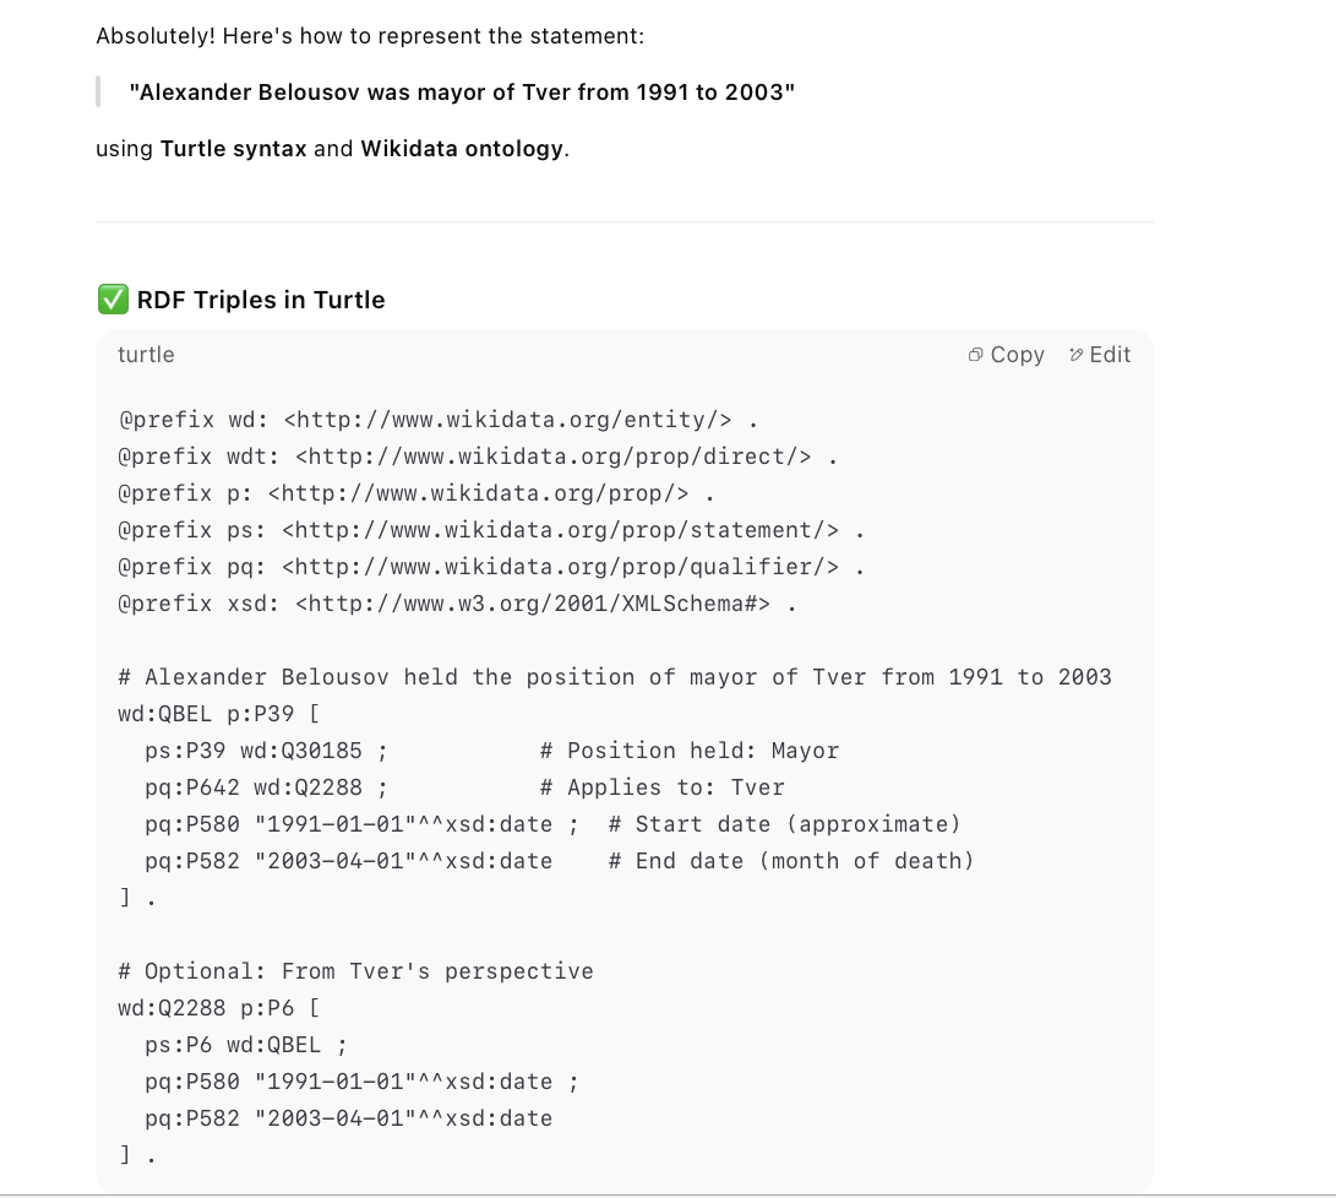 Absolutely! Here's how to represent the statement:
"Alexander Belousov was mayor of Tver from 1991 to 2003"
using Turtle syntax and Wikidata ontology.
✅ RDF Triples in Turtle
turtle Copy Edit
@prefix wd: <http://www.wikidata.org/entity/> .
@prefix wdt: <http://www.wikidata.org/prop/direct/> .
@prefix p: <http://www.wikidata.org/prop/> .
@prefix ps: <http://www.wikidata.org/prop/statement/> .
@prefix pq: <http://www.wikidata.org/prop/qualifier/> .
@prefix xsd: <http://www.w3.org/2001/XMLSchema#> .
# Alexander Belousov held the position of mayor of Tver from 1991 to 2003
wd:QBEL p:P39 [
  ps:P39 wd:Q30185 ;           # Position held: Mayor
  pq:P642 wd:Q2288 ;           # Applies to: Tver
  pq:P580 "1991-01-01"^^xsd:date ;  # Start date (approximate)
  pq:P582 "2003-04-01"^^xsd:date    # End date (month of death)
] .
# Optional: From Tver's perspective
wd:Q2288 p:P6 [
  ps:P6 wd:QBEL ;
  pq:P580 "1991-01-01"^^xsd:date ;
  pq:P582 "2003-04-01"^^xsd:date
] .